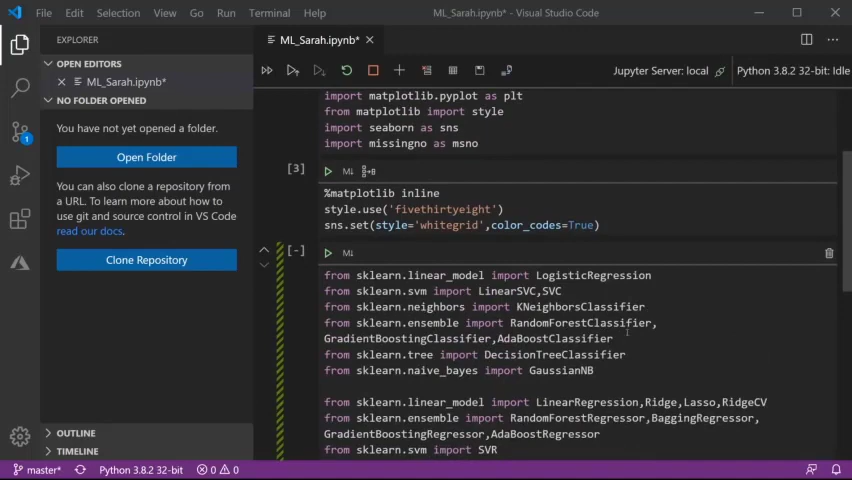 File Edit Selection View Go Run Terminal Help
ML_Sarah.ipynb* - Visual Studio Code
EXPLORER
OPEN EDITORS
ML_Sarah.ipynb*
NO FOLDER OPENED
You have not yet opened a folder.
Open Folder
You can also clone a repository from
a URL. To learn more about how to
use git and source control in VS Code
read our docs.
Clone Repository
OUTLINE
TIMELINE
ML_Sarah.ipynb*
Jupyter Server: local
Python 3.8.2 32-bit: Idle
import matplotlib.pyplot as plt
from matplotlib import style
import seaborn as sns
import missingno as msno
[3]
M↓
%matplotlib inline
style.use('fivethirtyeight')
sns.set(style='whitegrid',color_codes=True)
[-]
M↓
from sklearn.linear_model import LogisticRegression
from sklearn.svm import LinearSVC,SVC
from sklearn.neighbors import KNeighborsClassifier
from sklearn.ensemble import RandomForestClassifier,
GradientBoostingClassifier,AdaBoostClassifier
from sklearn.tree import DecisionTreeClassifier
from sklearn.naive_bayes import GaussianNB
from sklearn.linear_model import LinearRegression,Ridge,Lasso,RidgeCV
from sklearn.ensemble import RandomForestRegressor,BaggingRegressor,
GradientBoostingRegressor,AdaBoostRegressor
from sklearn.svm import SVR
1
master*
Python 3.8.2 32-bit
0
0